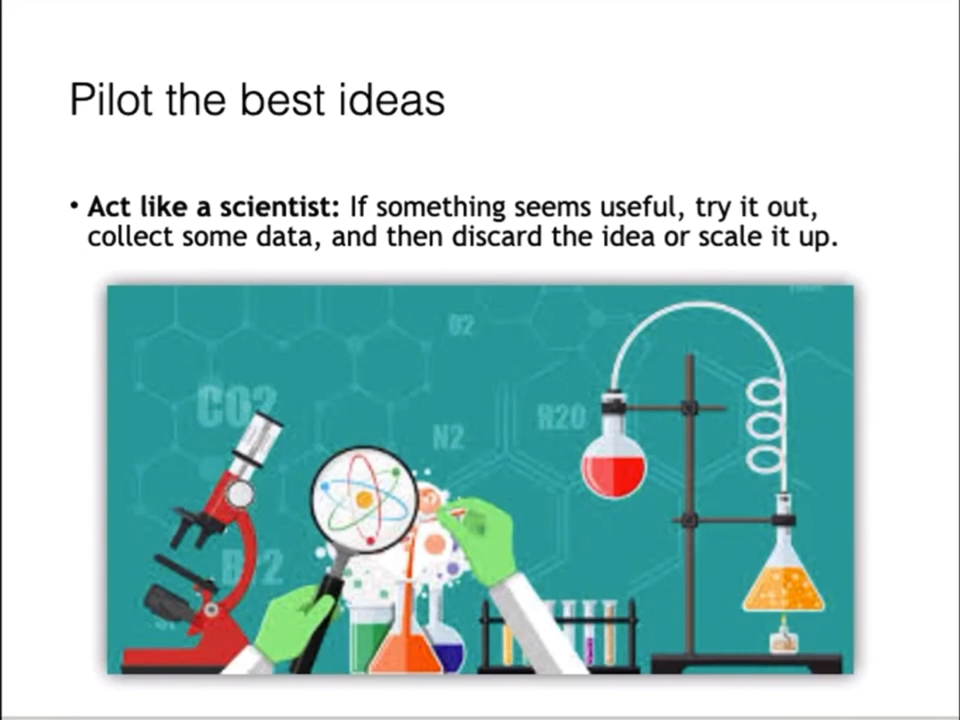 Pilot the best ideas
• Act like a scientist: If something seems useful, try it out,
collect some data, and then discard the idea or scale it up.
O2
CO2
N2